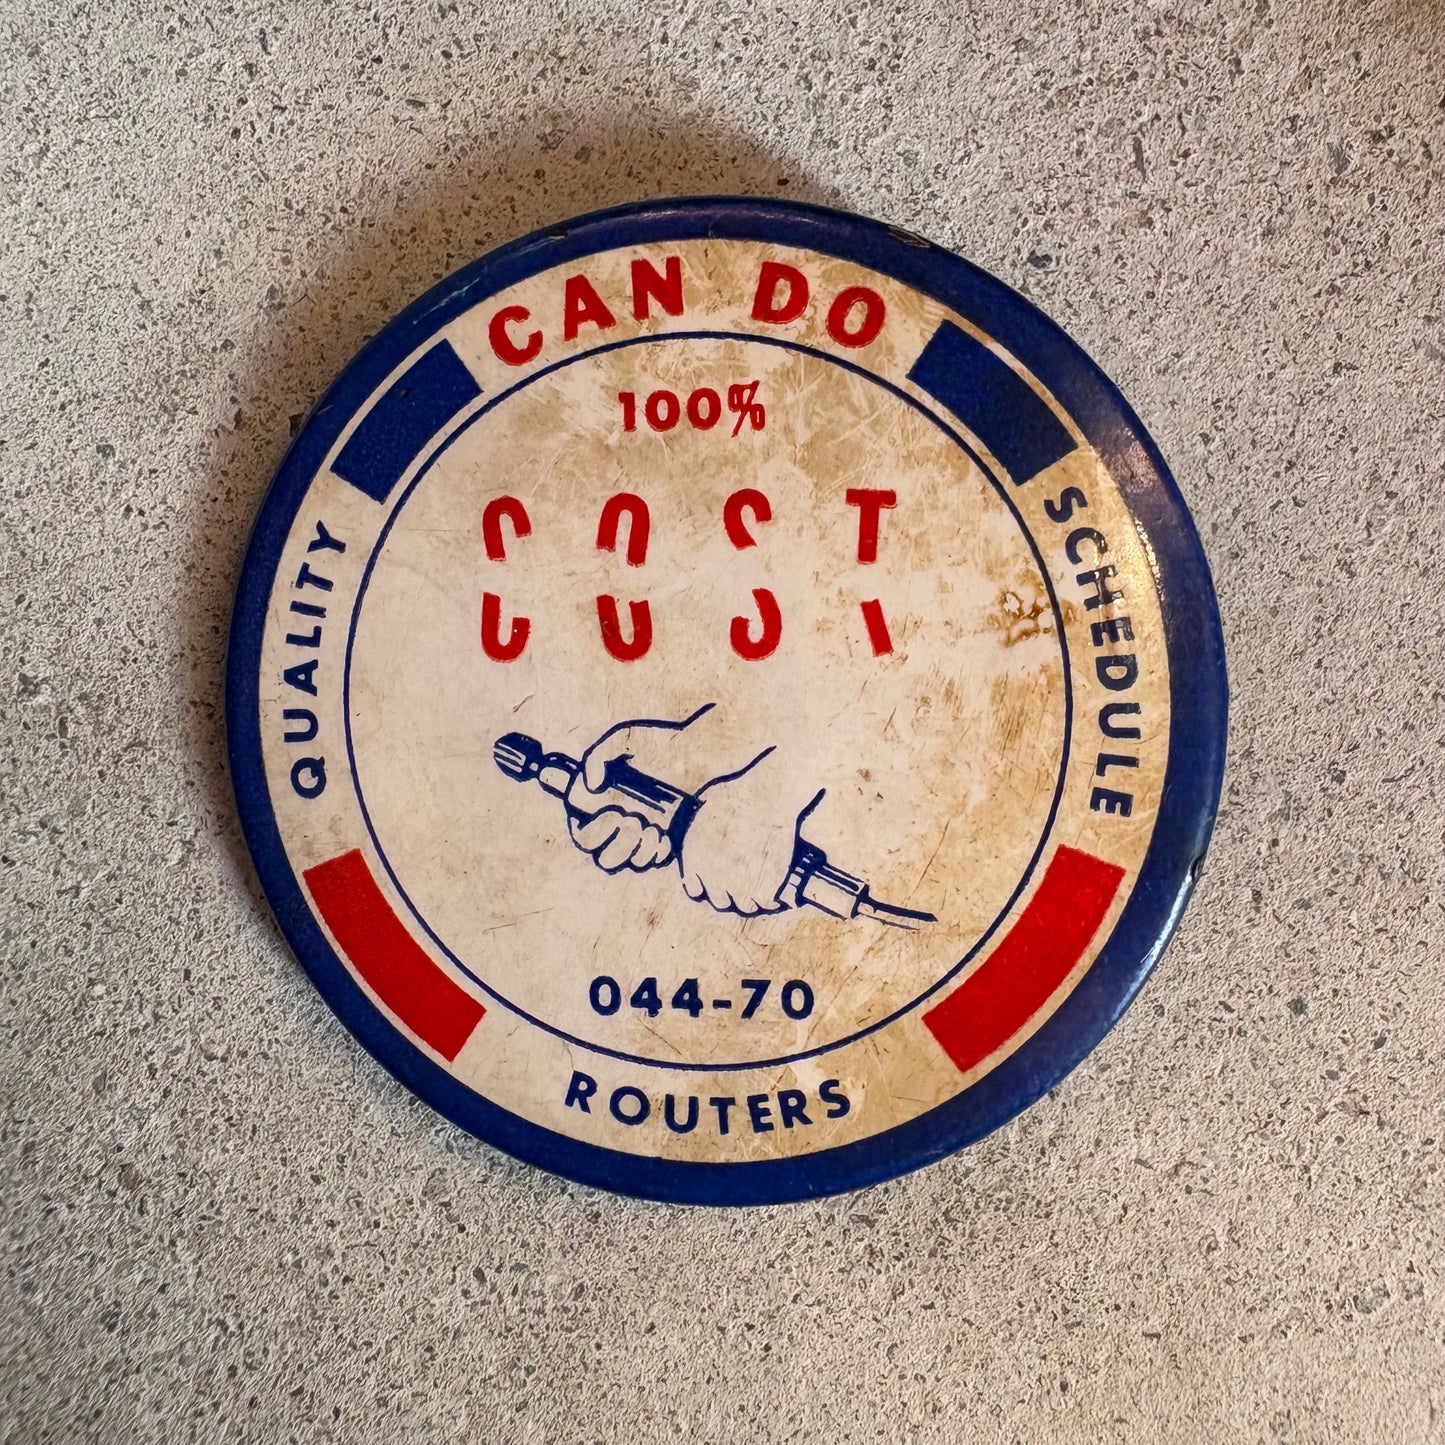 CAN DO
100%
COST
QUALITY
SCHEDULE
044-70
ROUTERS